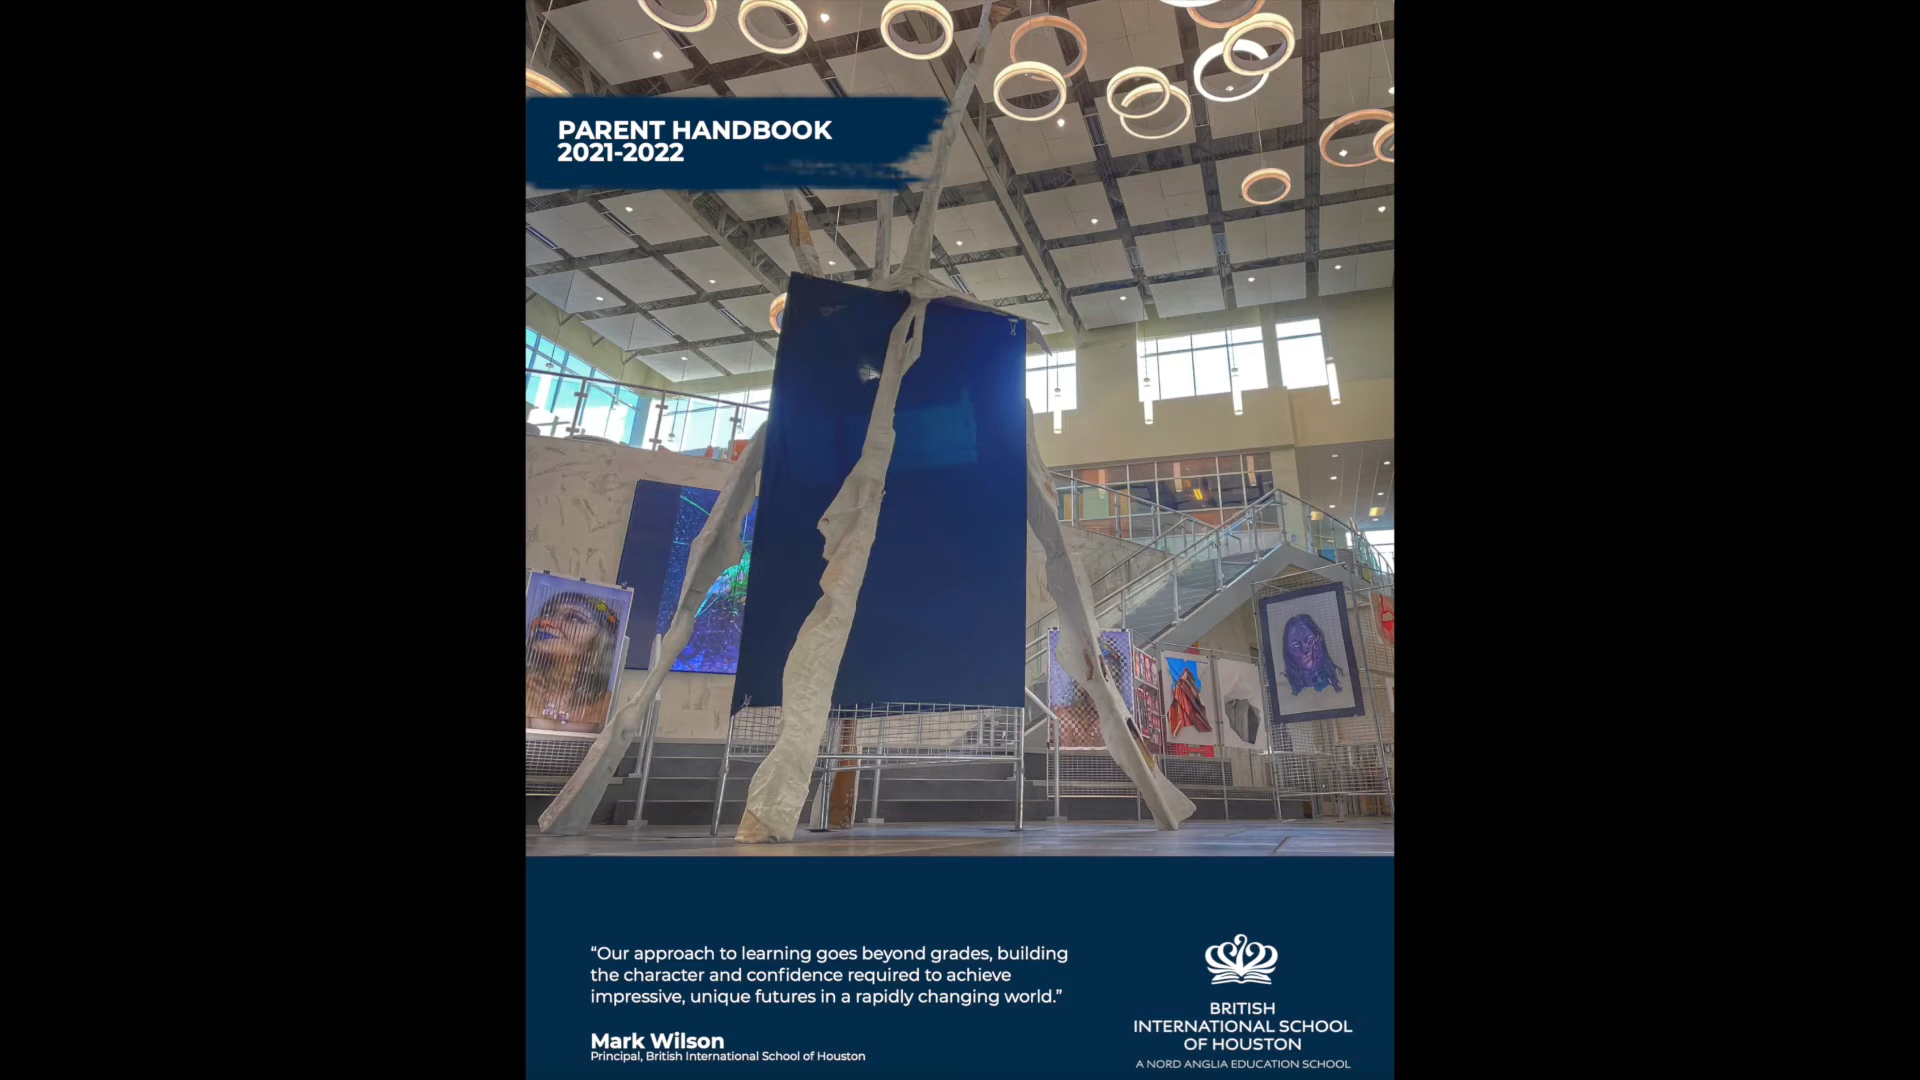 PARENT HANDBOOK
2021-2022
“Our approach to learning goes beyond grades, building
the character and confidence required to achieve
impressive, unique futures in a rapidly changing world.”
Mark Wilson
Principal, British International School of Houston
BRITISH
INTERNATIONAL SCHOOL
OF HOUSTON
A NORD ANGLIA EDUCATION SCHOOL